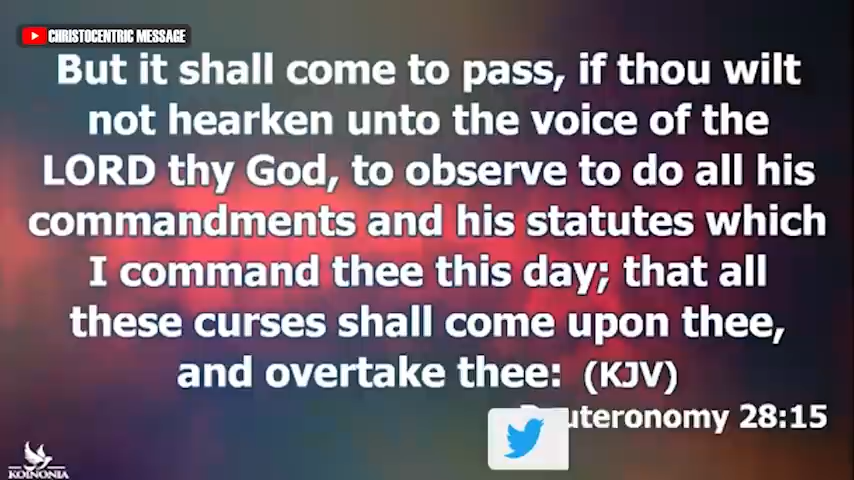 CHRISTOCENTRIC MESSAGE
But it shall come to pass, if thou wilt
not hearken unto the voice of the
LORD thy God, to observe to do all his
commandments and his statutes which
I command thee this day; that all
these curses shall come upon thee,
and overtake thee: (KJV)
uteronomy 28:15
KOINONIA